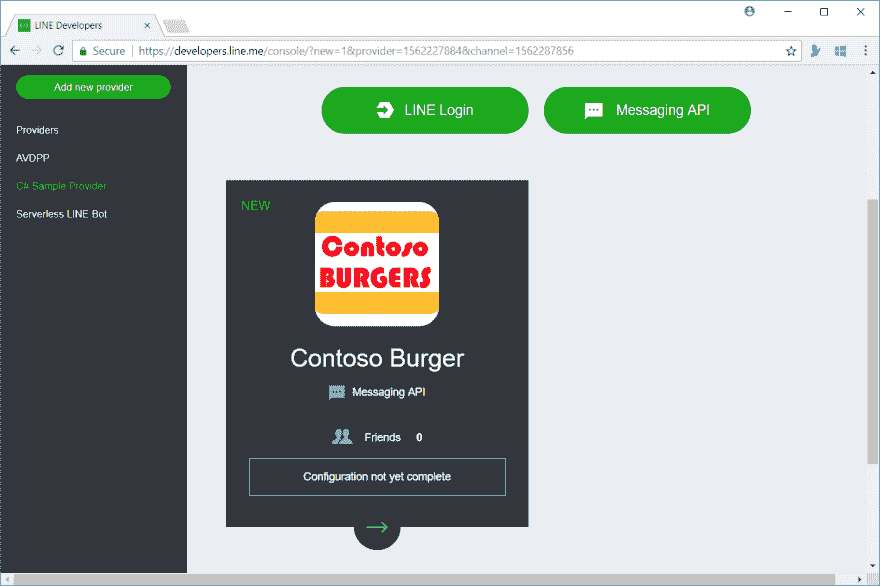 LINE Developers
Secure
https://developers.line.me/console/?new=1&provider=1562227884&channel=1562287856
Add new provider
Providers
AVDPP
C# Sample Provider
Serverless LINE Bot
LINE Login
Messaging API
NEW
Contoso
BURGERS
Contoso Burger
Messaging API
Friends 0
Configuration not yet complete